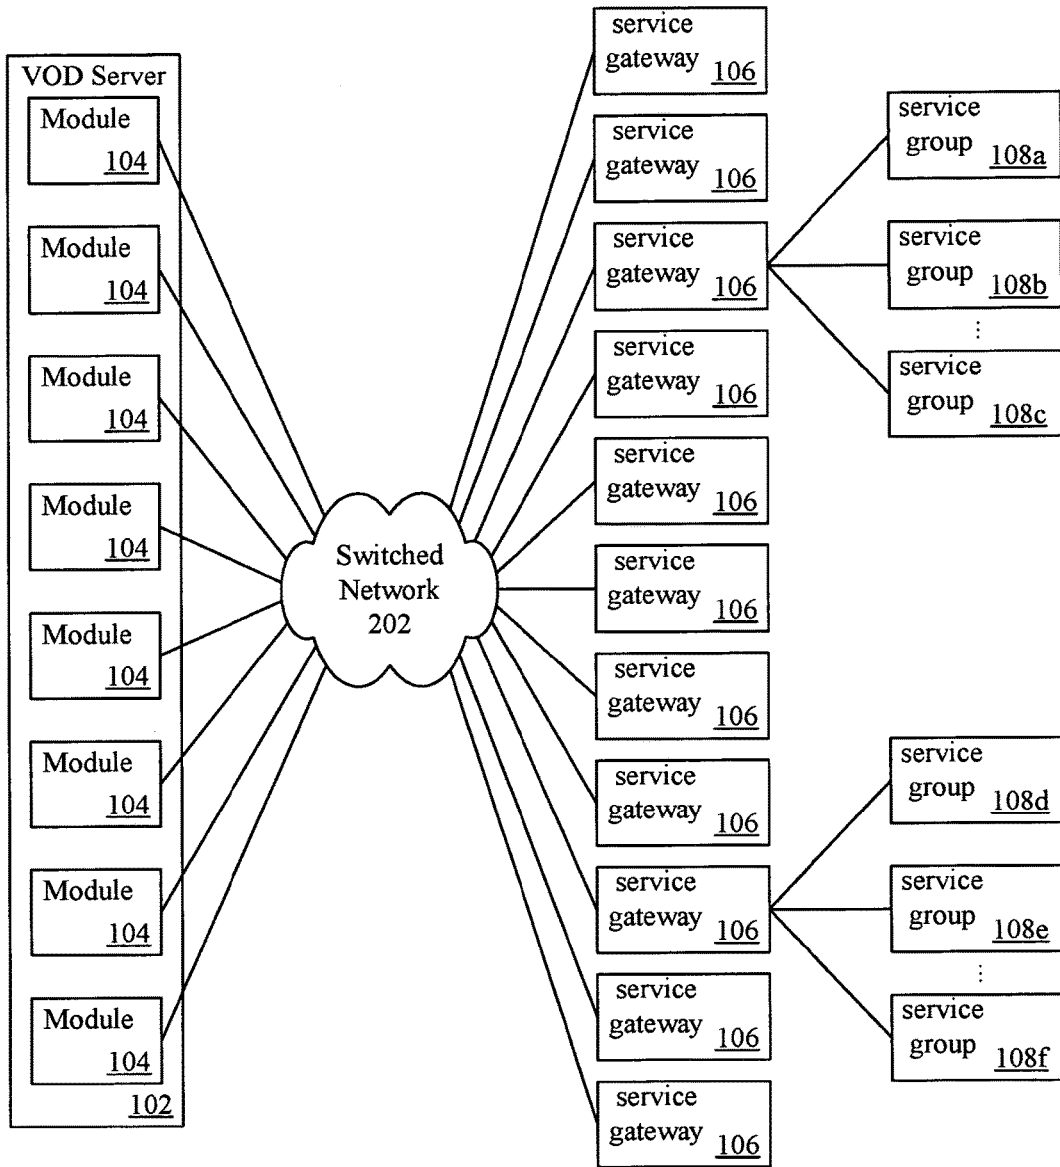 VOD Server
Module
104
Module
104
Module
104
Module
104
Module
104
Module
104
Module
104
Module
104
102
Switched
Network
202
service
gateway 106
service
gateway 106
service
gateway 106
service
gateway 106
service
gateway 106
service
gateway 106
service
gateway 106
service
gateway 106
service
gateway 106
service
gateway 106
service
gateway 106
service
group 108a
service
group 108b
⋮
service
group 108c
service
group 108d
service
group 108e
⋮
service
group 108f